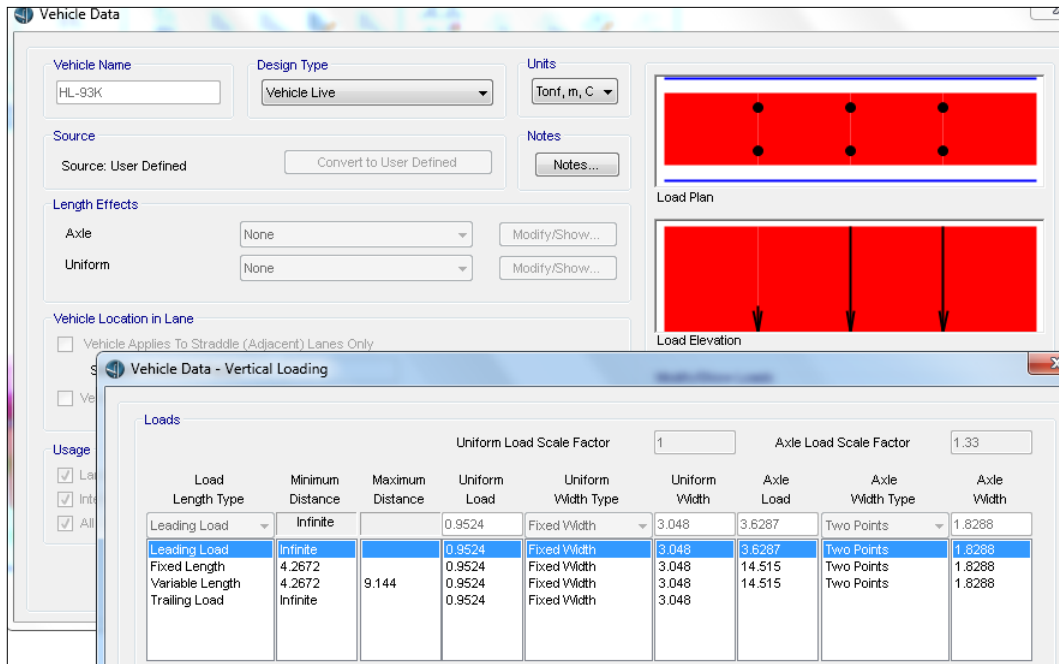 Vehicle Data
Vehicle Name
HL-93K
Design Type
Vehicle Live
Units
Tonf, m, C
Source
Source: User Defined
Convert to User Defined
Notes
Notes...
Load Plan
Length Effects
Axle
None
Modify/Show...
Uniform
None
Modify/Show...
Load Elevation
Vehicle Location in Lane
Vehicle Applies To Straddle (Adjacent) Lanes Only
S
Ve
Usage
La
Inte
All
Vehicle Data - Vertical Loading
Loads
Uniform Load Scale Factor 1 Axle Load Scale Factor 1.33
Load Minimum Maximum Uniform Uniform Uniform Axle Axle Axle
Length Type Distance Distance Load Width Type Width Load Width Type Width
Leading Load Infinite 0.9524 Fixed Width 3.048 3.6287 Two Points 1.8288
Leading Load Infinite 0.9524 Fixed Width 3.048 3.6287 Two Points 1.8288
Fixed Length 4.2672 0.9524 Fixed Width 3.048 14.515 Two Points 1.8288
Variable Length 4.2672 9.144 0.9524 Fixed Width 3.048 14.515 Two Points 1.8288
Trailing Load Infinite 0.9524 Fixed Width 3.048